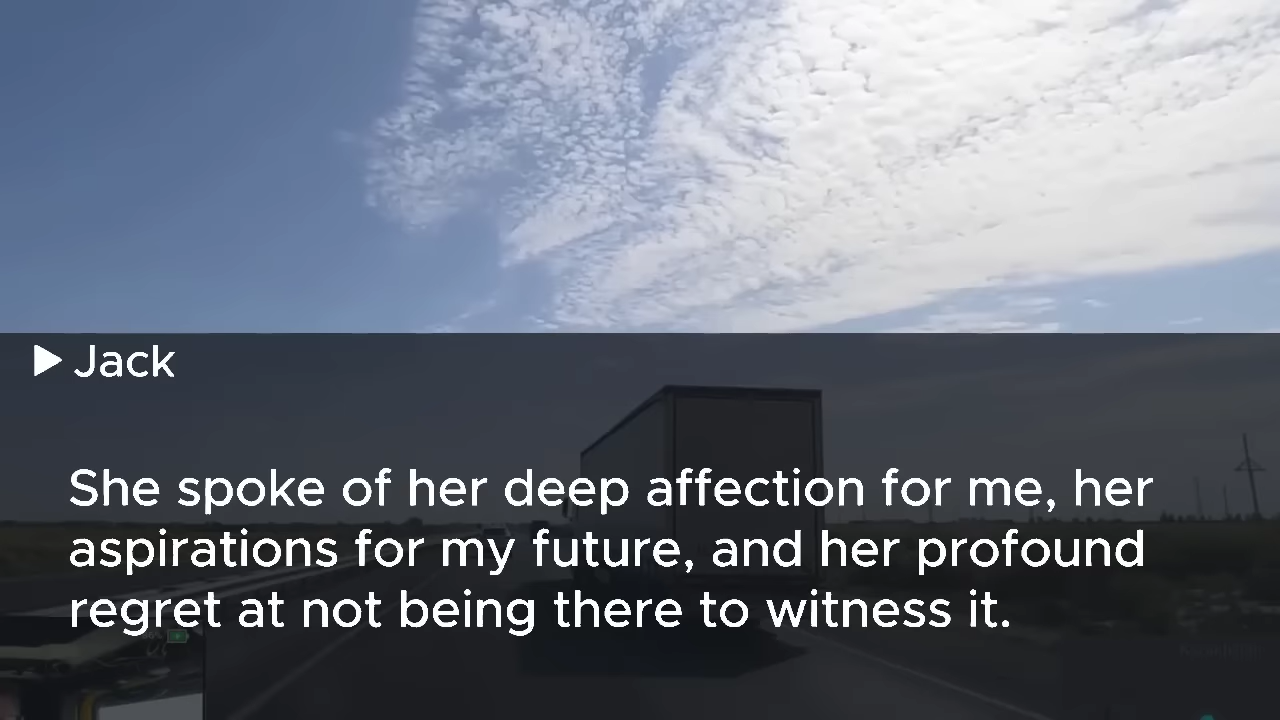 Jack
She spoke of her deep affection for me, her
aspirations for my future, and her profound
regret at not being there to witness it.